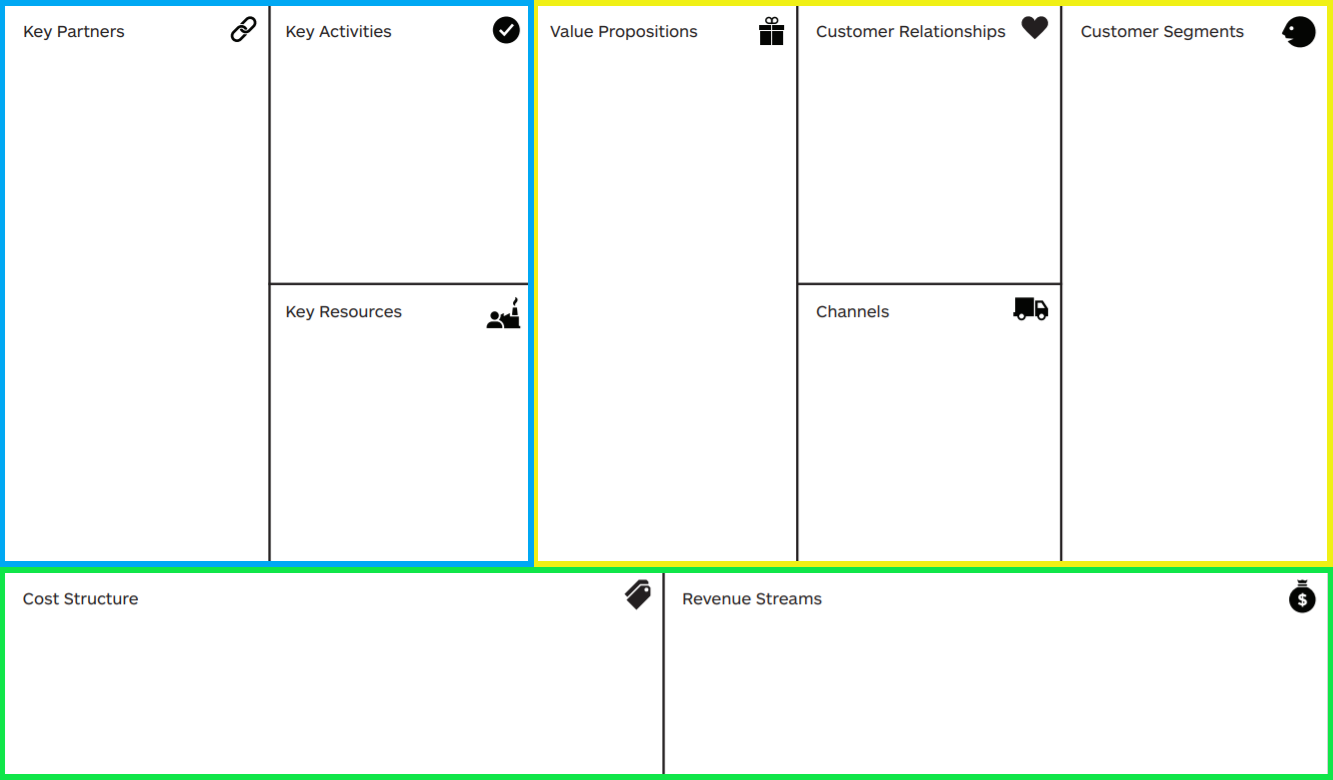 Key Partners
Key Activities
Value Propositions
Customer Relationships
Customer Segments
Key Resources
Channels
Cost Structure
Revenue Streams
$